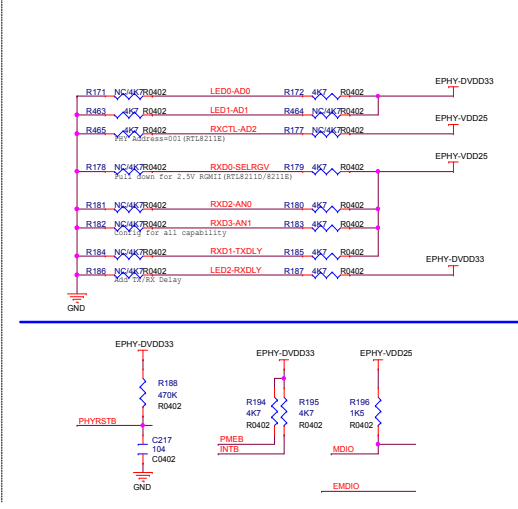 EPHY-DVDD33
R171 NC/4K7 R0402 LED0-AD0 R172 4K7 R0402
R463 4K7 R0402 LED1-AD1 R464 NC/4K7 R0402
EPHY-VDD25
R465 4K7 R0402 RXCTL-AD2 R177 NC/4K7 R0402
PHY Address=001(RTL8211E)
EPHY-VDD25
R178 NC/4K7 R0402 RXD0-SELRGV R179 4K7 R0402
Pull down for 2.5V RGMII(RTL8211D/8211E)
R181 NC/4K7 R0402 RXD2-AN0 R180 4K7 R0402
R182 NC/4K7 R0402 RXD3-AN1 R183 4K7 R0402
Config for all capability
R184 NC/4K7 R0402 RXD1-TXDLY R185 4K7 R0402
EPHY-DVDD33
R186 NC/4K7 R0402 LED2-RXDLY R187 4K7 R0402
Add TX/RX Delay
GND
EPHY-DVDD33
R188
470K
R0402
PHYRSTB
C217
104
C0402
GND
EPHY-DVDD33
R194 R195
4K7 4K7
R0402 R0402
PMEB
INTB
EPHY-VDD25
R196
1K5
R0402
MDIO
EMDIO